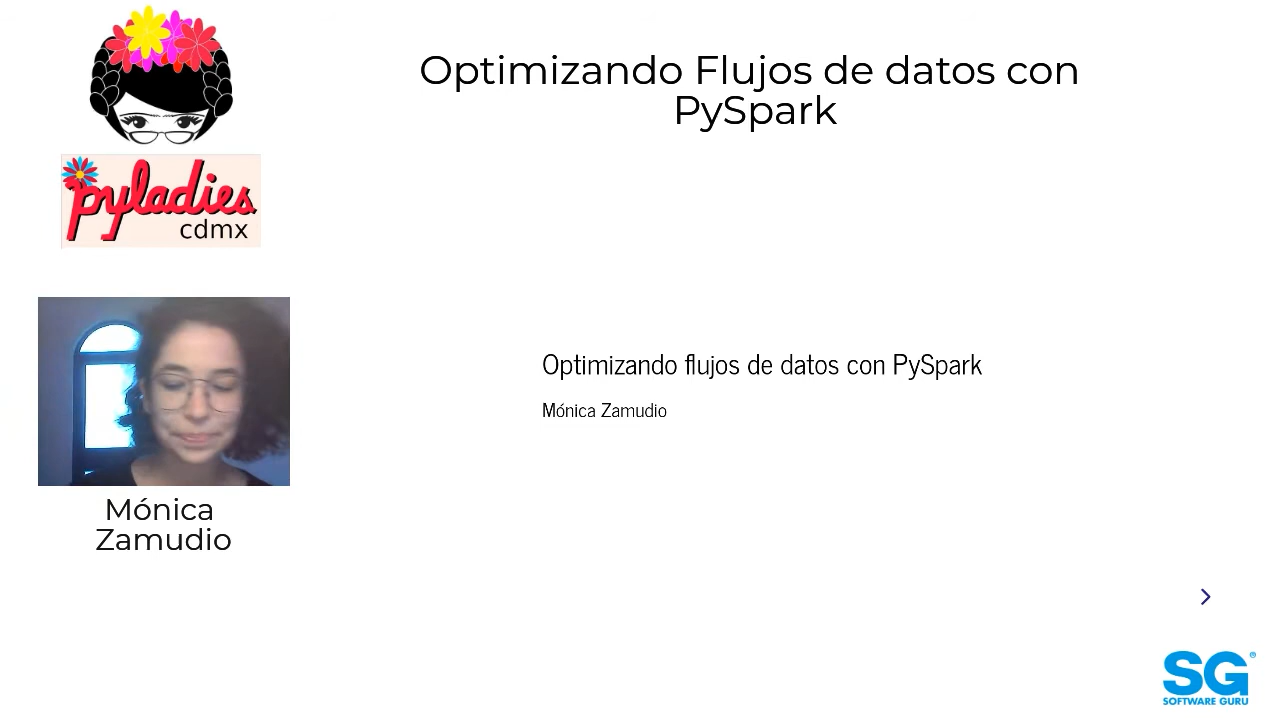 Optimizando Flujos de datos con
PySpark
pyladies
cdmx
Optimizando flujos de datos con PySpark
Mónica Zamudio
Mónica
Zamudio
SG®
SOFTWARE GURU